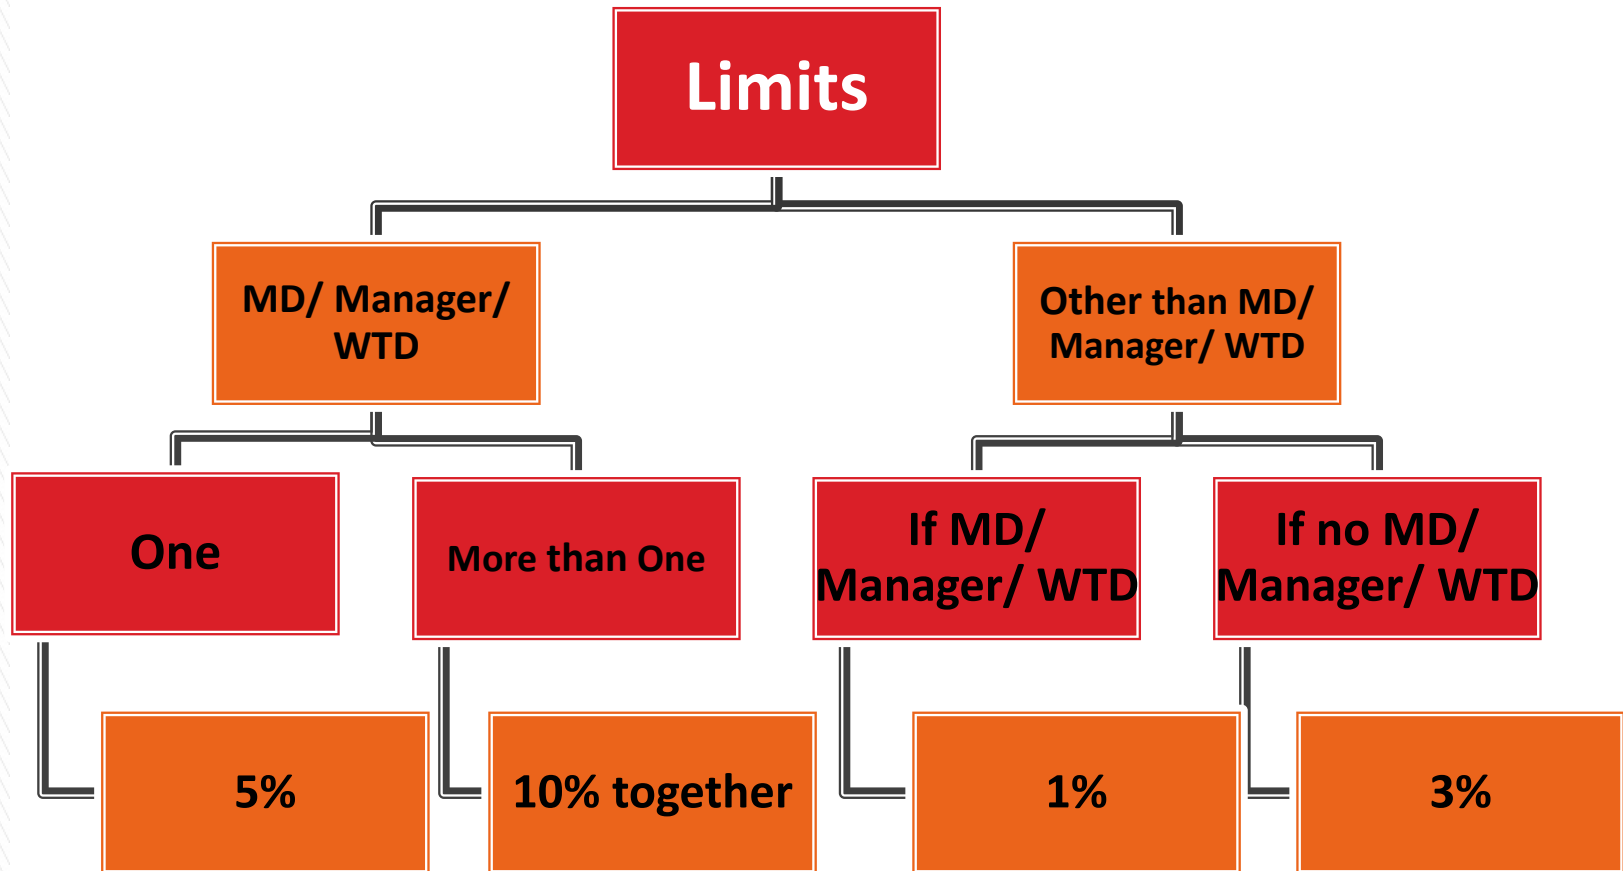 Limits
MD/ Manager/
WTD
Other than MD/
Manager/ WTD
One
More than One
If MD/
Manager/ WTD
If no MD/
Manager/ WTD
5%
10% together
1%
3%